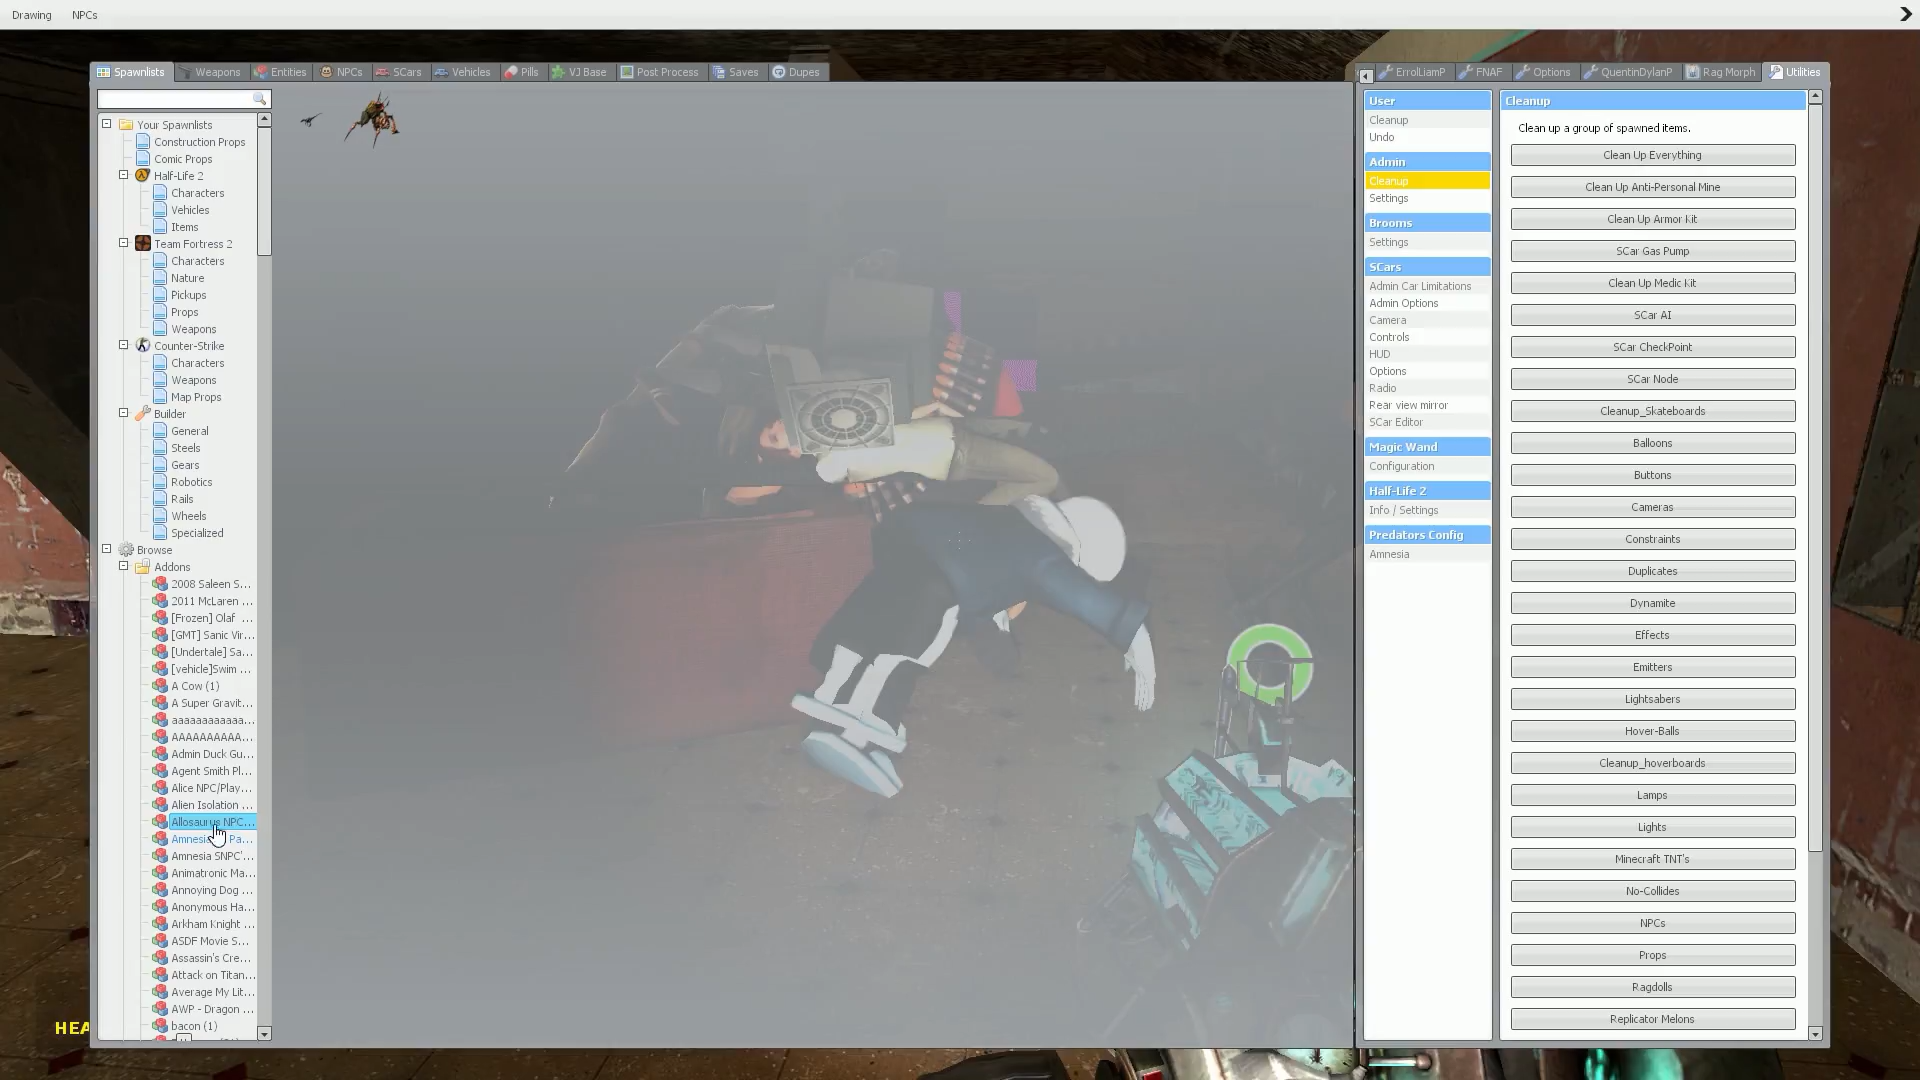 Drawing NPCs
Spawnlists Weapons Entities NPCs SCars Vehicles Pills VJ Base Post Process Saves Dupes
ErrolLiamP FNAF Options QuentinDylanP Rag Morph Utilities
Your Spawnlists
Construction Props
Comic Props
Half-Life 2
Characters
Vehicles
Items
Team Fortress 2
Characters
Nature
Pickups
Props
Weapons
Counter-Strike
Characters
Weapons
Map Props
Builder
General
Steels
Gears
Robotics
Rails
Wheels
Specialized
Browse
Addons
2008 Saleen S...
2011 McLaren ...
[Frozen] Olaf ...
[GMT] Sanic Vir...
[Undertale] Sa...
[vehicle]Swim ...
A Cow (1)
A Super Gravit...
aaaaaaaaaaaa...
AAAAAAAAAA...
Admin Duck Gu...
Agent Smith Pl...
Alice NPC/Play...
Alien Isolation ...
Allosaurus NPC...
Amnesia Pa...
Amnesia SNPC'...
Animatronic Ma...
Annoying Dog ...
Anonymous Ha...
Arkham Knight ...
ASDF Movie S...
Assassin's Cre...
Attack on Titan...
Average My Lit...
AWP - Dragon ...
bacon (1)
HEA
User
Cleanup
Undo
Admin
Cleanup
Settings
Brooms
Settings
SCars
Admin Car Limitations
Admin Options
Camera
Controls
HUD
Options
Radio
Rear view mirror
SCar Editor
Magic Wand
Configuration
Half-Life 2
Info / Settings
Predators Config
Amnesia
Cleanup
Clean up a group of spawned items.
Clean Up Everything
Clean Up Anti-Personal Mine
Clean Up Armor Kit
SCar Gas Pump
Clean Up Medic Kit
SCar AI
SCar CheckPoint
SCar Node
Cleanup_Skateboards
Balloons
Buttons
Cameras
Constraints
Duplicates
Dynamite
Effects
Emitters
Lightsabers
Hover-Balls
Cleanup_hoverboards
Lamps
Lights
Minecraft TNT's
No-Collides
NPCs
Props
Ragdolls
Replicator Melons